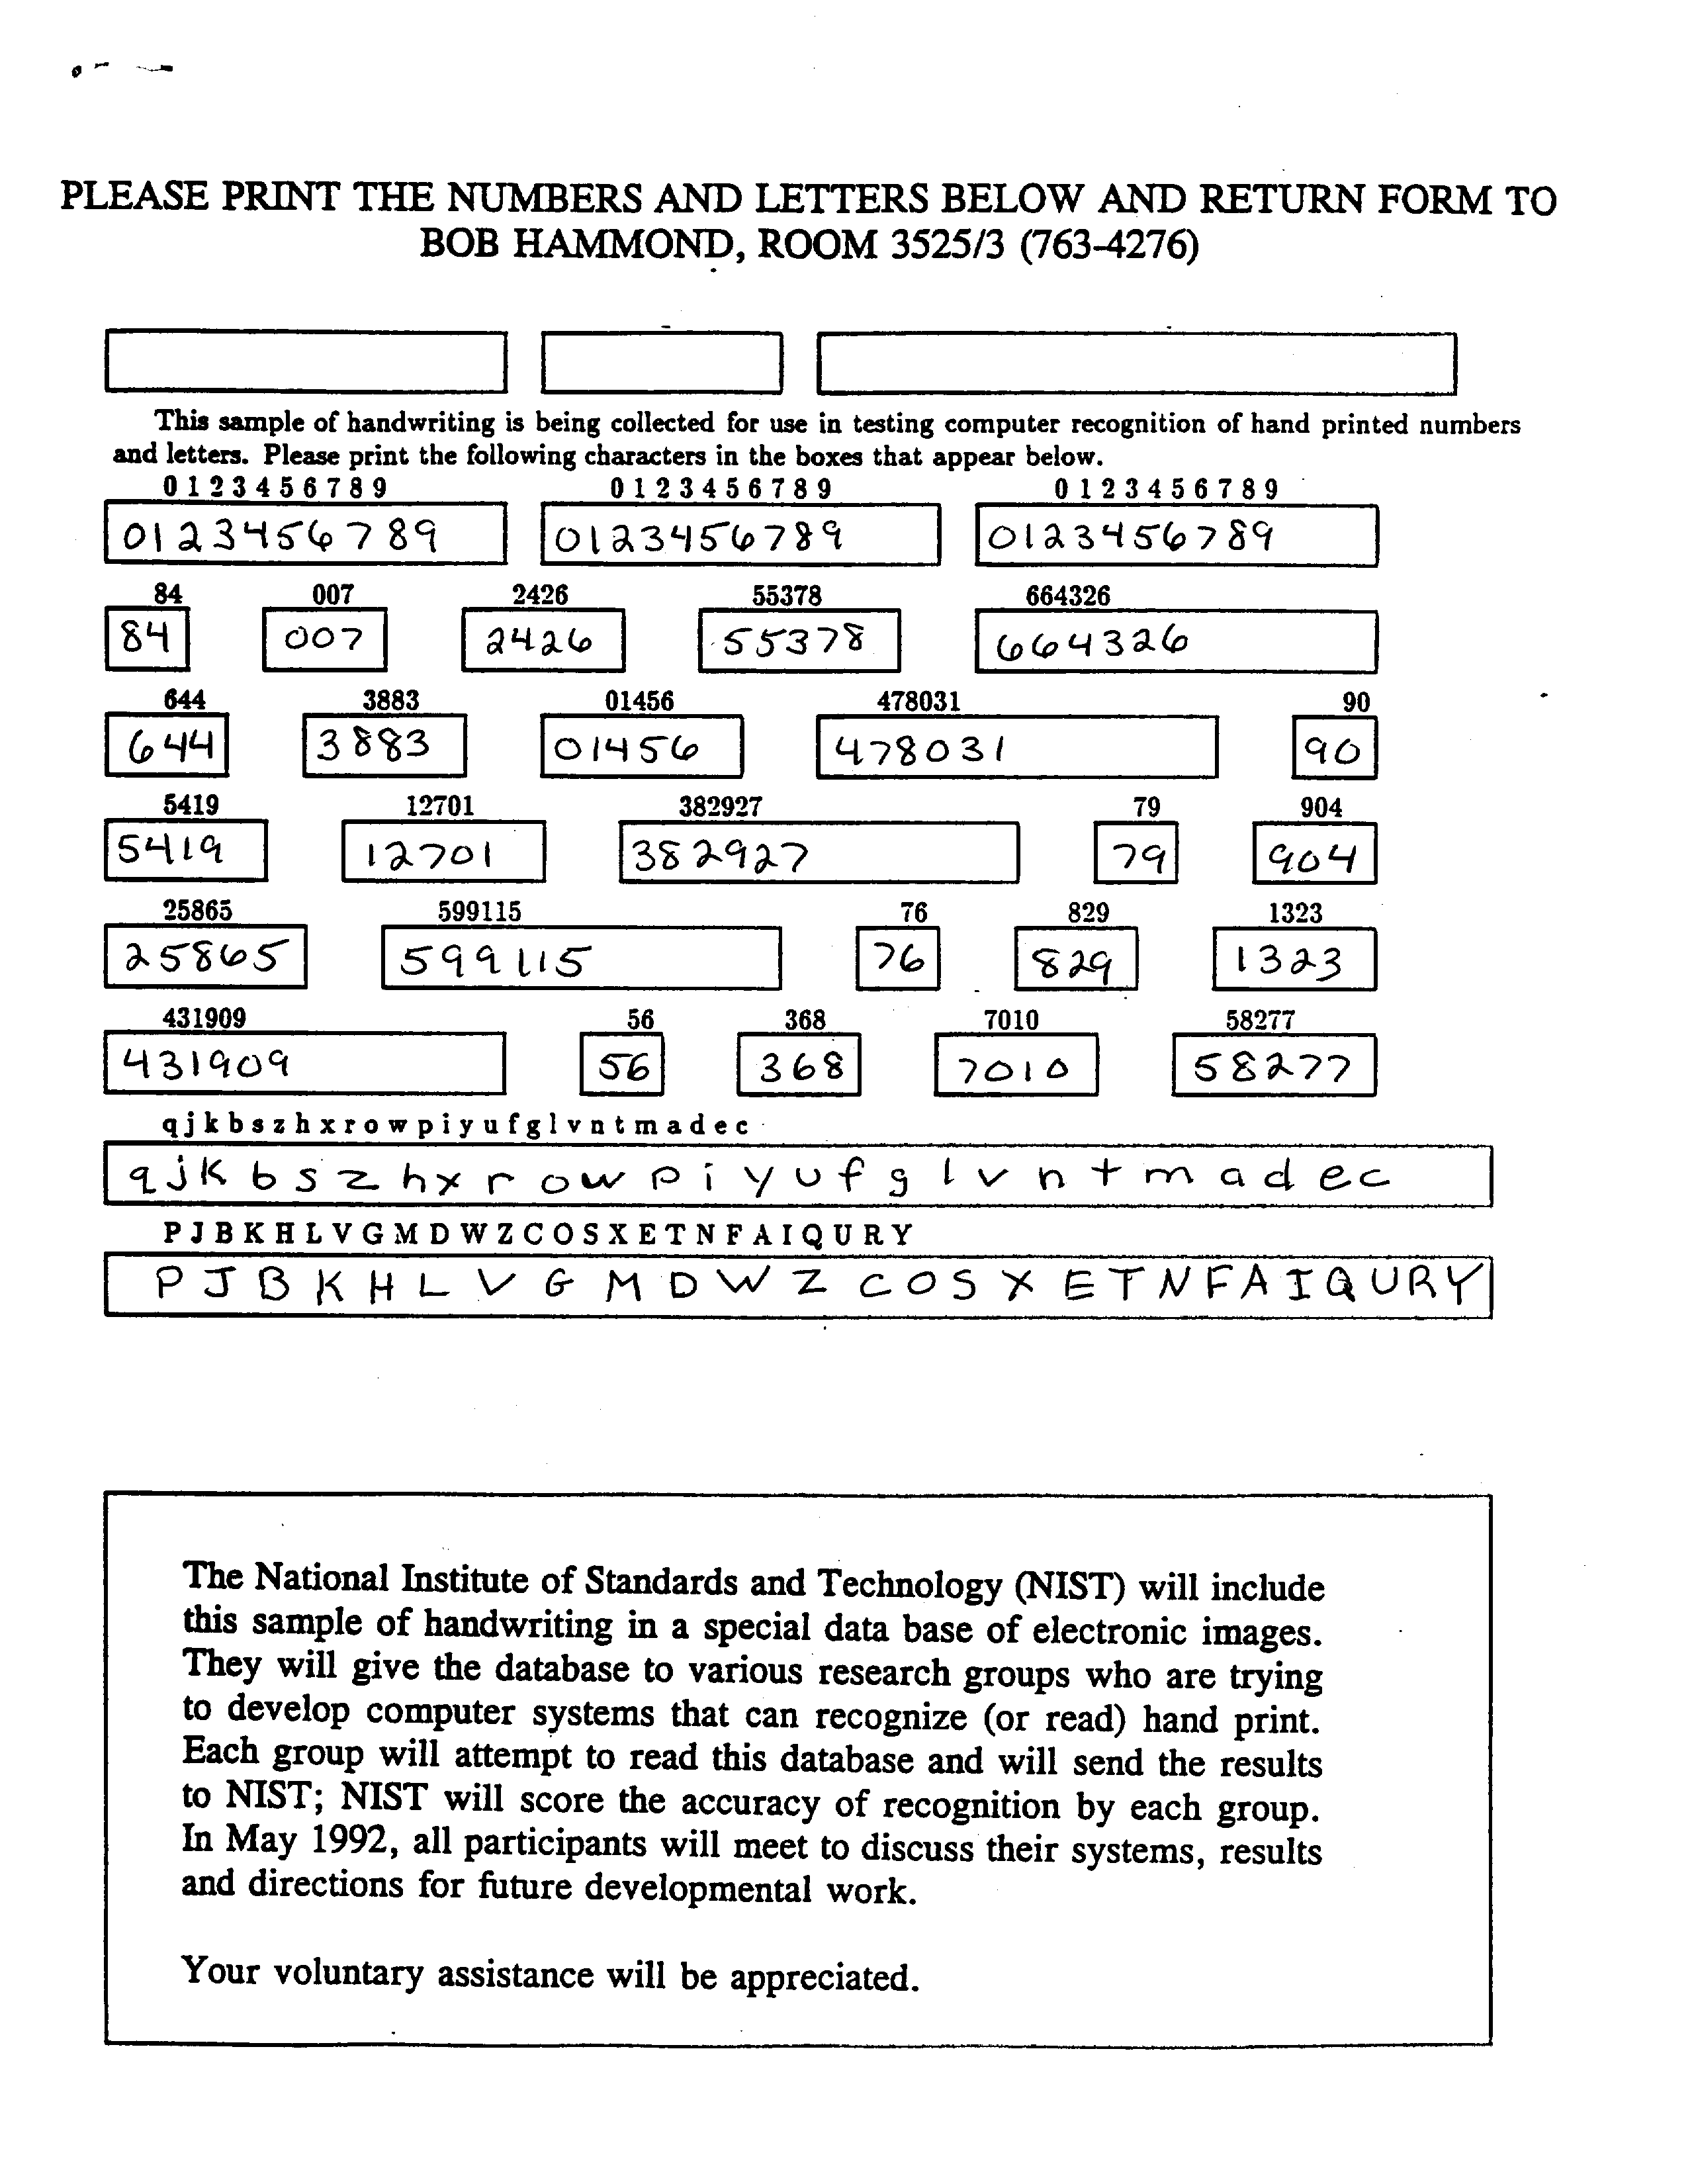 PLEASE PRINT THE NUMBERS AND LETTERS BELOW AND RETURN FORM TO
BOB HAMMOND, ROOM 3525/3 (763-4276)
This sample of handwriting is being collected for use in testing computer recognition of hand printed numbers
and letters. Please print the following characters in the boxes that appear below.
0 1 2 3 4 5 6 7 8 9 0 1 2 3 4 5 6 7 8 9 0 1 2 3 4 5 6 7 8 9
0123456789 0123456789 0123456789
84 007 2426 55378 664326
84 007 2426 55378 664326
644 3883 01456 478031 90
644 3883 01456 478031 90
5419 12701 382927 79 904
5419 12701 382927 79 904
25865 599115 76 829 1323
25865 599115 76 829 1323
431909 56 368 7010 58277
431909 56 368 7010 58277
q j k b s z h x r o w p i y u f g l v n t m a d e c
q j k b s z h x r o w p i y u f g l v n t m a d e c
P J B K H L V G M D W Z C O S X E T N F A I Q U R Y
P J B K H L V G M D W Z C O S X E T N F A I Q U R Y
The National Institute of Standards and Technology (NIST) will include
this sample of handwriting in a special data base of electronic images.
They will give the database to various research groups who are trying
to develop computer systems that can recognize (or read) hand print.
Each group will attempt to read this database and will send the results
to NIST; NIST will score the accuracy of recognition by each group.
In May 1992, all participants will meet to discuss their systems, results
and directions for future developmental work.
Your voluntary assistance will be appreciated.